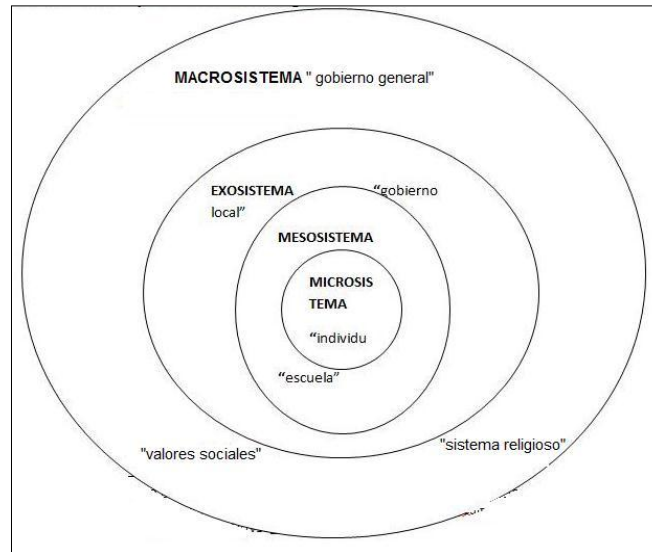 MACROSISTEMA " gobierno general"
EXOSISTEMA “gobierno
local”
MESOSISTEMA
MICROSIS
TEMA
“individu
“escuela”
"valores sociales" "sistema religioso"